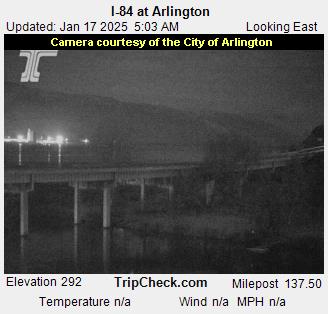 I-84 at Arlington
Updated: Jan 17 2025 5:03 AM Looking East
Camera courtesy of the City of Arlington
Elevation 292 TripCheck.com Milepost 137.50
Temperature n/a Wind n/a MPH n/a